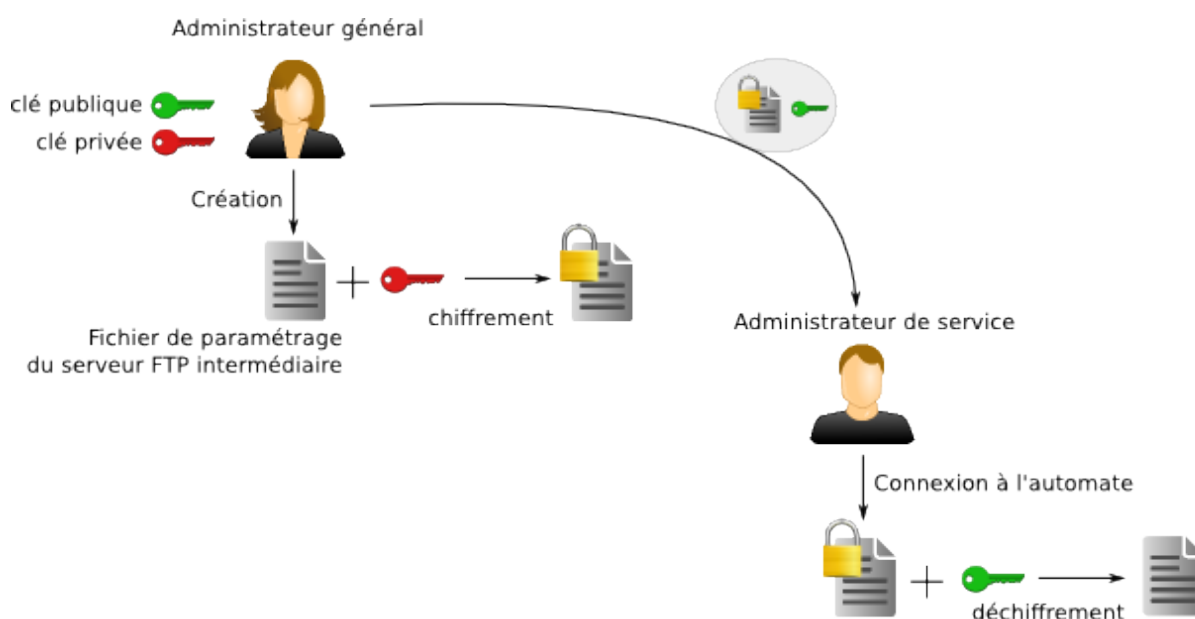 Administrateur général
clé publique
clé privée
Création
chiffrement
Fichier de paramétrage
du serveur FTP intermédiaire
Administrateur de service
Connexion à l'automate
déchiffrement